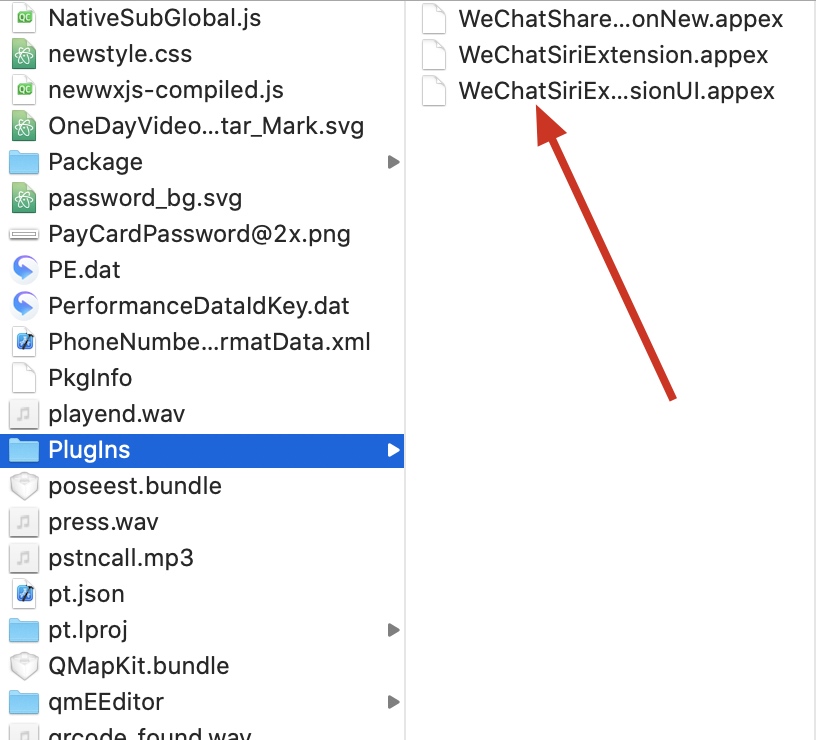 NativeSubGlobal.js
newstyle.css
newwxjs-compiled.js
OneDayVideo...tar_Mark.svg
Package
password_bg.svg
PayCardPassword@2x.png
PE.dat
PerformanceDataIdKey.dat
PhoneNumbe...rmatData.xml
PkgInfo
playend.wav
PlugIns
poseest.bundle
press.wav
pstncall.mp3
pt.json
pt.lproj
QMapKit.bundle
qmEEditor
qrcode_found.wav
WeChatShare...onNew.appex
WeChatSiriExtension.appex
WeChatSiriEx...sionUI.appex